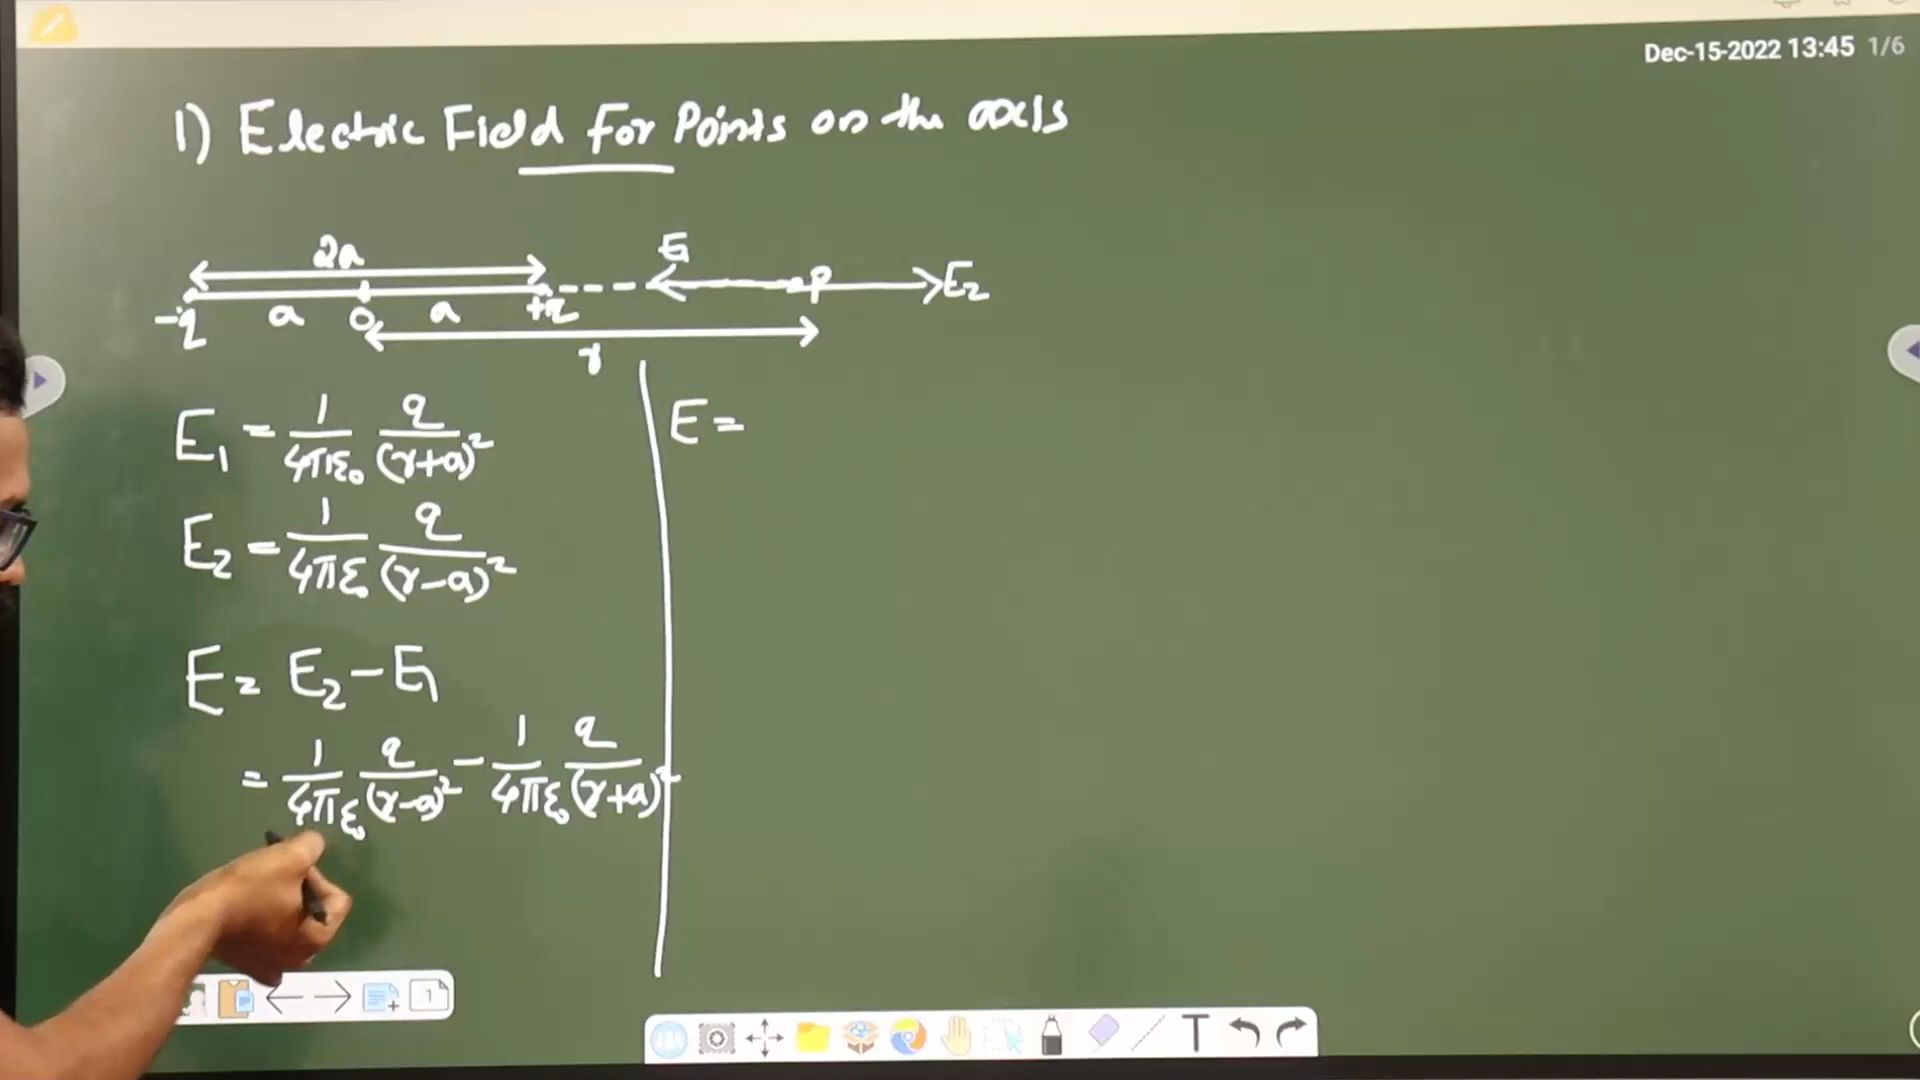 Dec-15-2022 13:45 1/6
1) Electric Field For Points on the axis
2a
E1
-q a O a +q P E2
r
E1 = 1/4πε0 q/(r+a)²
E2 = 1/4πε0 q/(r-a)²
E = E2 - E1
= 1/4πε0 q/(r-a)² - 1/4πε0 q/(r+a)²
E =
1
T